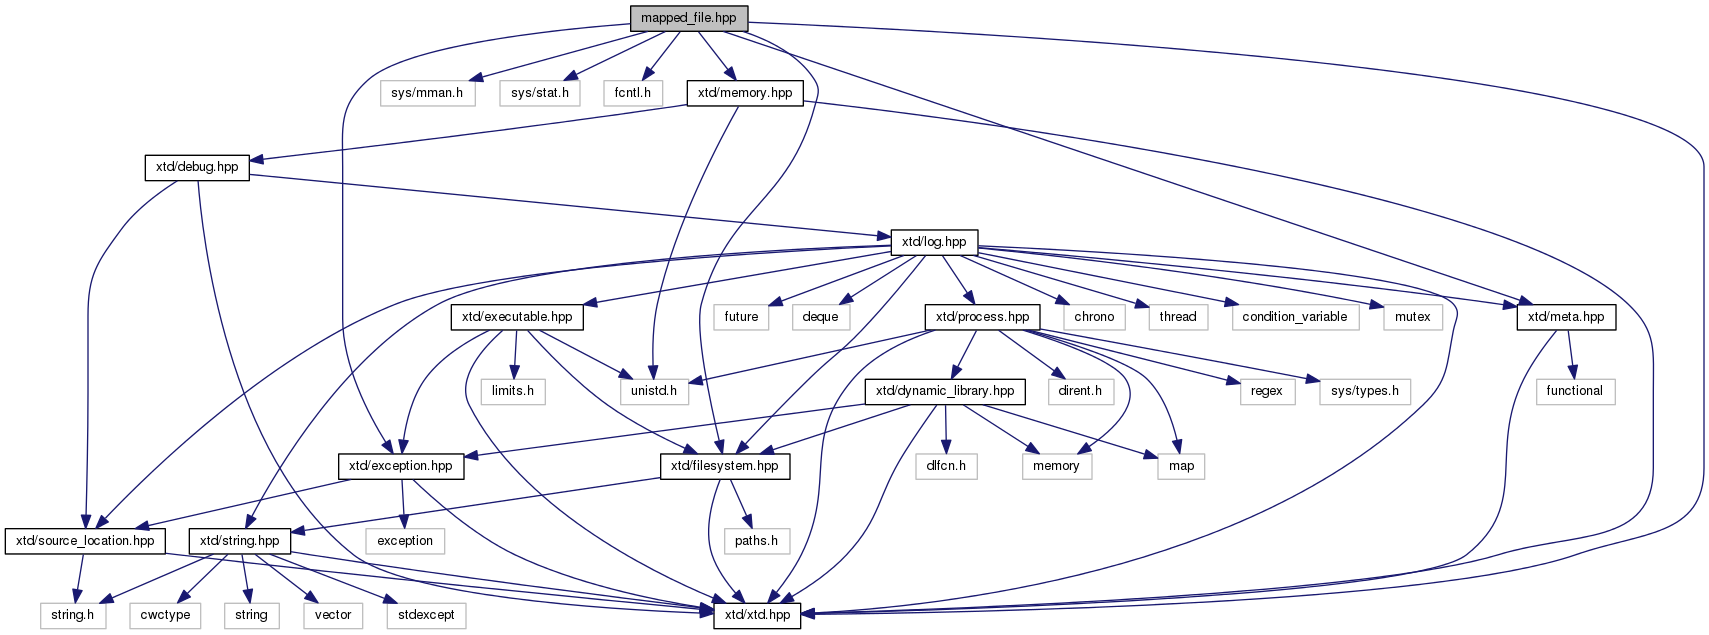 mapped_file.hpp
sys/mman.h
sys/stat.h
fcntl.h
xtd/memory.hpp
xtd/debug.hpp
xtd/log.hpp
xtd/executable.hpp
future
deque
xtd/process.hpp
chrono
thread
condition_variable
mutex
xtd/meta.hpp
limits.h
unistd.h
xtd/dynamic_library.hpp
dirent.h
regex
sys/types.h
functional
xtd/exception.hpp
xtd/filesystem.hpp
dlfcn.h
memory
map
xtd/source_location.hpp
xtd/string.hpp
exception
paths.h
string.h
cwctype
string
vector
stdexcept
xtd/xtd.hpp